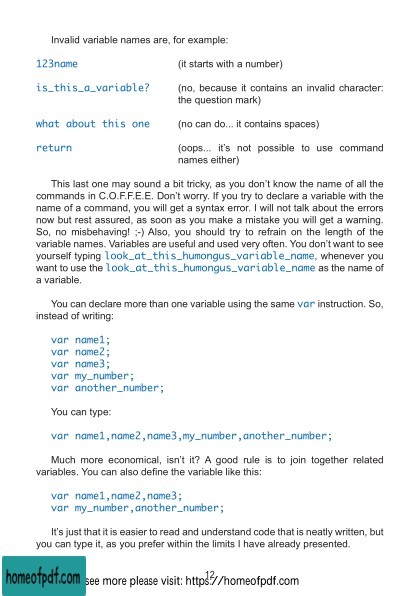 Invalid variable names are, for example:
123name (it starts with a number)
is_this_a_variable? (no, because it contains an invalid character:
the question mark)
what about this one (no can do... it contains spaces)
return (oops... it's not possible to use command
names either)
This last one may sound a bit tricky, as you don't know the name of all the
commands in C.O.F.F.E.E. Don't worry. If you try to declare a variable with the
name of a command, you will get a syntax error. I will not talk about the errors
now but rest assured, as soon as you make a mistake you will get a warning.
So, no misbehaving! ;-) Also, you should try to refrain on the length of the
variable names. Variables are useful and used very often. You don't want to see
yourself typing look_at_this_humongus_variable_name, whenever you
want to use the look_at_this_humongus_variable_name as the name of
a variable.
You can declare more than one variable using the same var instruction. So,
instead of writing:
var name1;
var name2;
var name3;
var my_number;
var another_number;
You can type:
var name1,name2,name3,my_number,another_number;
Much more economical, isn't it? A good rule is to join together related
variables. You can also define the variable like this:
var name1,name2,name3;
var my_number,another_number;
It's just that it is easier to read and understand code that is neatly written, but
you can type it, as you prefer within the limits I have already presented.
12
homeofpdf.com
see more please visit: https://homeofpdf.com